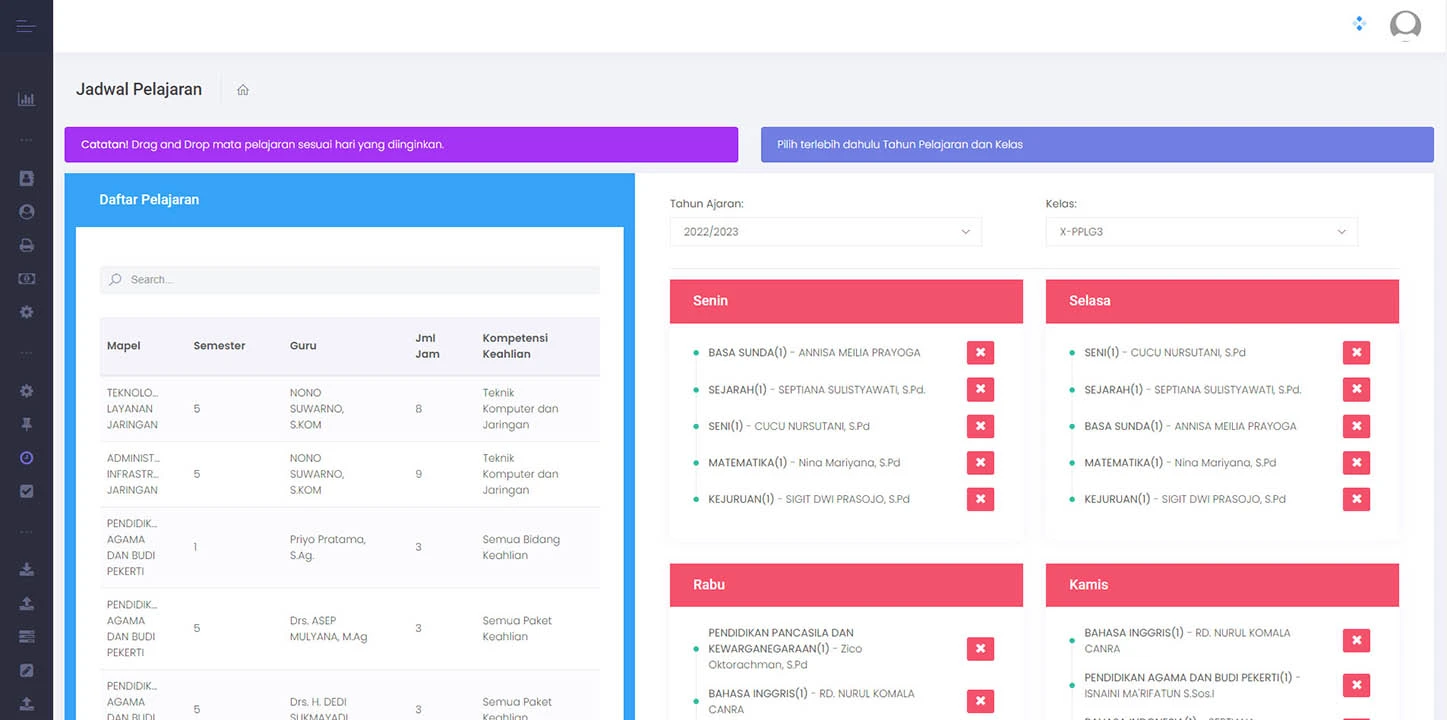 Jadwal Pelajaran
Catatan! Drag and Drop mata pelajaran sesuai hari yang diinginkan.
Pilih terlebih dahulu Tahun Pelajaran dan Kelas
Daftar Pelajaran
Search...
Mapel Semester Guru Jml Jam Kompetensi Keahlian
TEKNOLO...
LAYANAN
JARINGAN
5
NONO
SUWARNO,
S.KOM
8
Teknik
Komputer dan
Jaringan
ADMINIST...
INFRASTR...
JARINGAN
5
NONO
SUWARNO,
S.KOM
9
Teknik
Komputer dan
Jaringan
PENDIDIK...
AGAMA
DAN BUDI
PEKERTI
1
Priyo Pratama,
S.Ag.
3
Semua Bidang
Keahlian
PENDIDIK...
AGAMA
DAN BUDI
PEKERTI
5
Drs. ASEP
MULYANA, M.Ag
3
Semua Paket
Keahlian
PENDIDIK...
AGAMA
DAN BUDI
5
Drs. H. DEDI
SUKMAYADI
3
Semua Paket
Keahlian
Tahun Ajaran:
2022/2023
Kelas:
X-PPLG3
Senin
BASA SUNDA(1) - ANNISA MEILIA PRAYOGA
SEJARAH(1) - SEPTIANA SULISTYAWATI, S.Pd.
SENI(1) - CUCU NURSUTANI, S.Pd
MATEMATIKA(1) - Nina Mariyana, S.Pd
KEJURUAN(1) - SIGIT DWI PRASOJO, S.Pd
Selasa
SENI(1) - CUCU NURSUTANI, S.Pd
SEJARAH(1) - SEPTIANA SULISTYAWATI, S.Pd.
BASA SUNDA(1) - ANNISA MEILIA PRAYOGA
MATEMATIKA(1) - Nina Mariyana, S.Pd
KEJURUAN(1) - SIGIT DWI PRASOJO, S.Pd
Rabu
PENDIDIKAN PANCASILA DAN
KEWARGANEGARAAN(1) - Zico
Oktorachman, S.Pd
BAHASA INGGRIS(1) - RD. NURUL KOMALA
CANRA
Kamis
BAHASA INGGRIS(1) - RD. NURUL KOMALA
CANRA
PENDIDIKAN AGAMA DAN BUDI PEKERTI(1) -
ISNAINI MA'RIFATUN S.Sos.I
BAHASA INDONESIA(1) - SEPTIANA